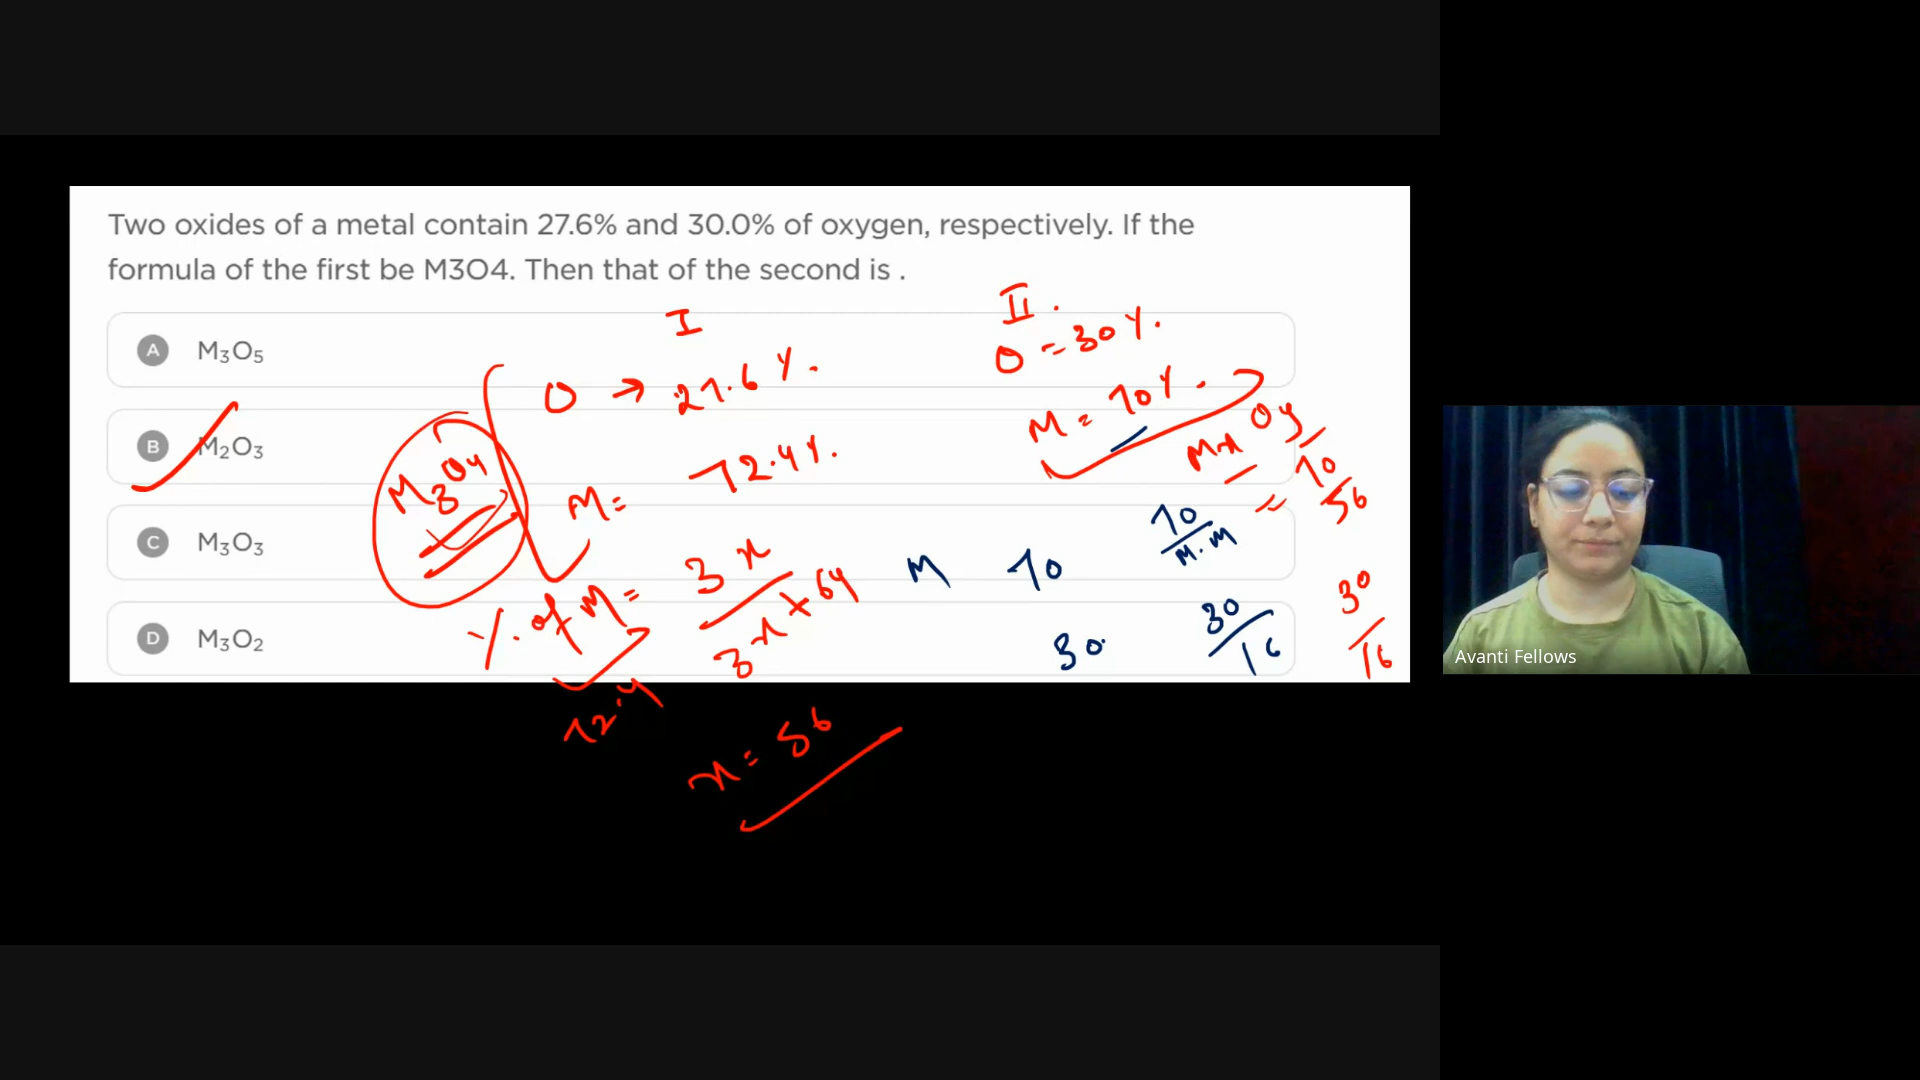 Two oxides of a metal contain 27.6% and 30.0% of oxygen, respectively. If the
formula of the first be M3O4. Then that of the second is .
A M₃O₅
B M₂O₃
C M₃O₃
D M₃O₂
I
O → 27.6 %.
M = 72.4 %.
M₃O₄
%. of M = 3x / 3x + 64
72.4
x = 56
II.
O = 30 %.
M = 70 %.
MxOy
= 70/56
30/16
M 70 70/M.M
30 30/16
Avanti Fellows